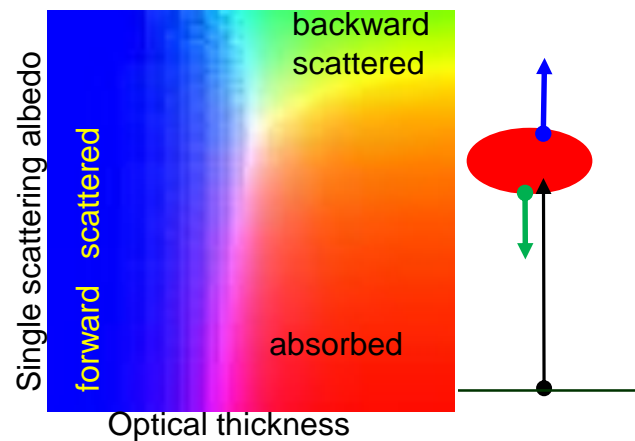 Single scattering albedo
forward scattered
backward
scattered
absorbed
Optical thickness